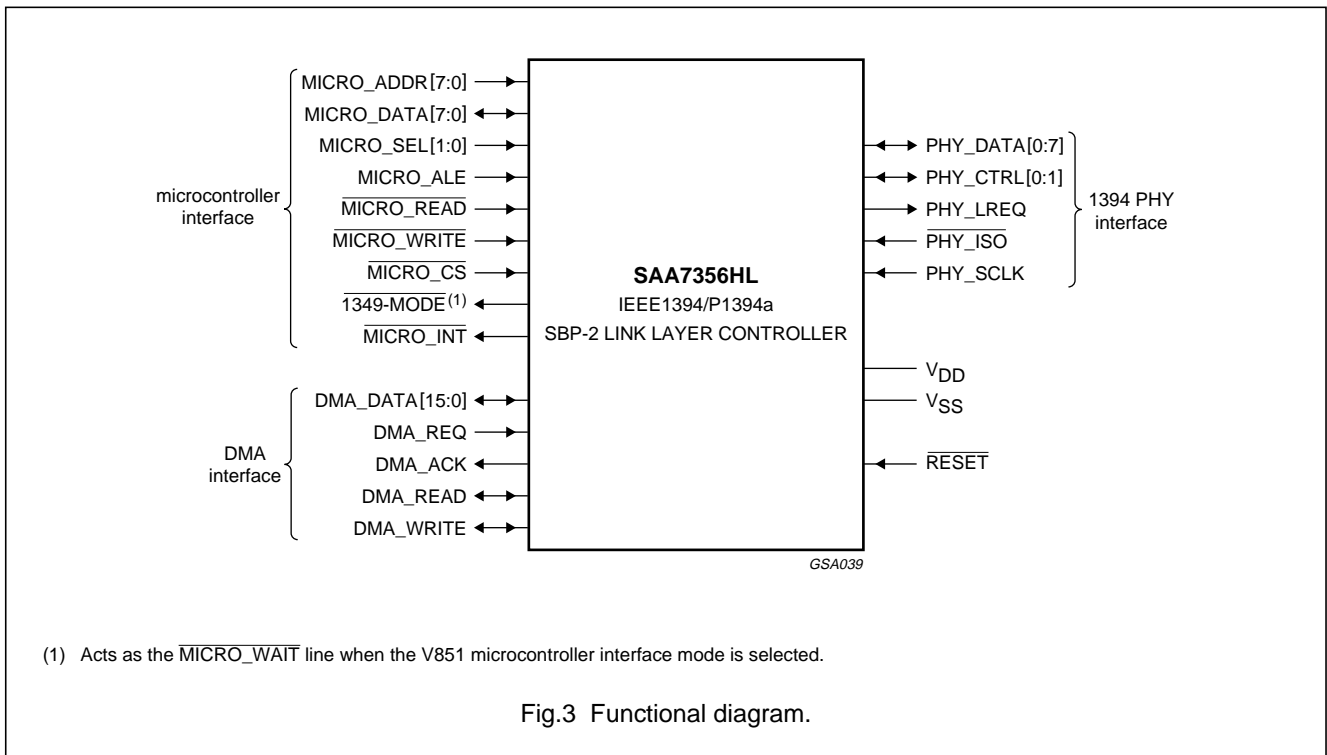 MICRO_ADDR[7:0]
MICRO_DATA[7:0]
MICRO_SEL[1:0]
MICRO_ALE
MICRO_READ
MICRO_WRITE
MICRO_CS
1349-MODE(1)
MICRO_INT
microcontroller
interface
DMA_DATA[15:0]
DMA_REQ
DMA_ACK
DMA_READ
DMA_WRITE
DMA
interface
SAA7356HL
IEEE1394/P1394a
SBP-2 LINK LAYER CONTROLLER
PHY_DATA[0:7]
PHY_CTRL[0:1]
PHY_LREQ
PHY_ISO
PHY_SCLK
1394 PHY
interface
VDD
VSS
RESET
GSA039
(1) Acts as the MICRO_WAIT line when the V851 microcontroller interface mode is selected.
Fig.3 Functional diagram.